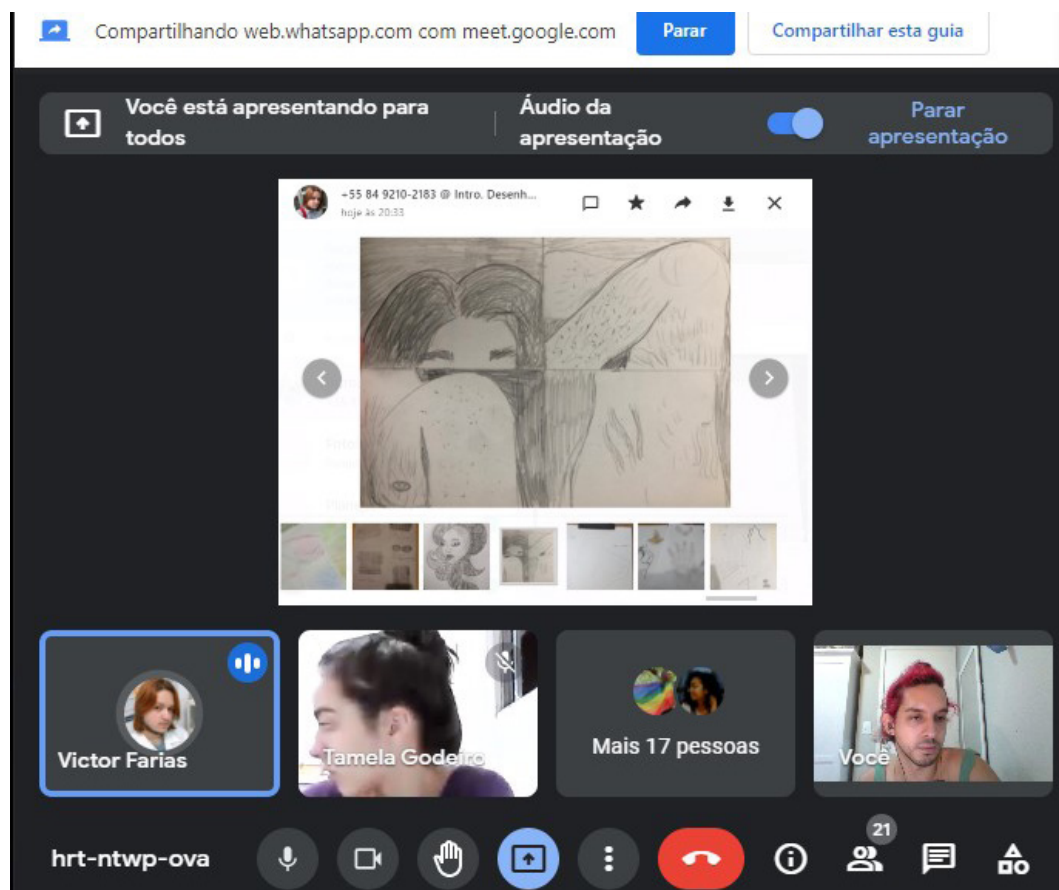 Compartilhando web.whatsapp.com com meet.google.com
Parar
Compartilhar esta guia
Você está apresentando para
todos
Áudio da
apresentação
Parar
apresentação
+55 84 9210-2183 @ Intro. Desenh...
hoje às 20:33
Victor Farias
Tamela Godeiro
Mais 17 pessoas
Você
hrt-ntwp-ova
21